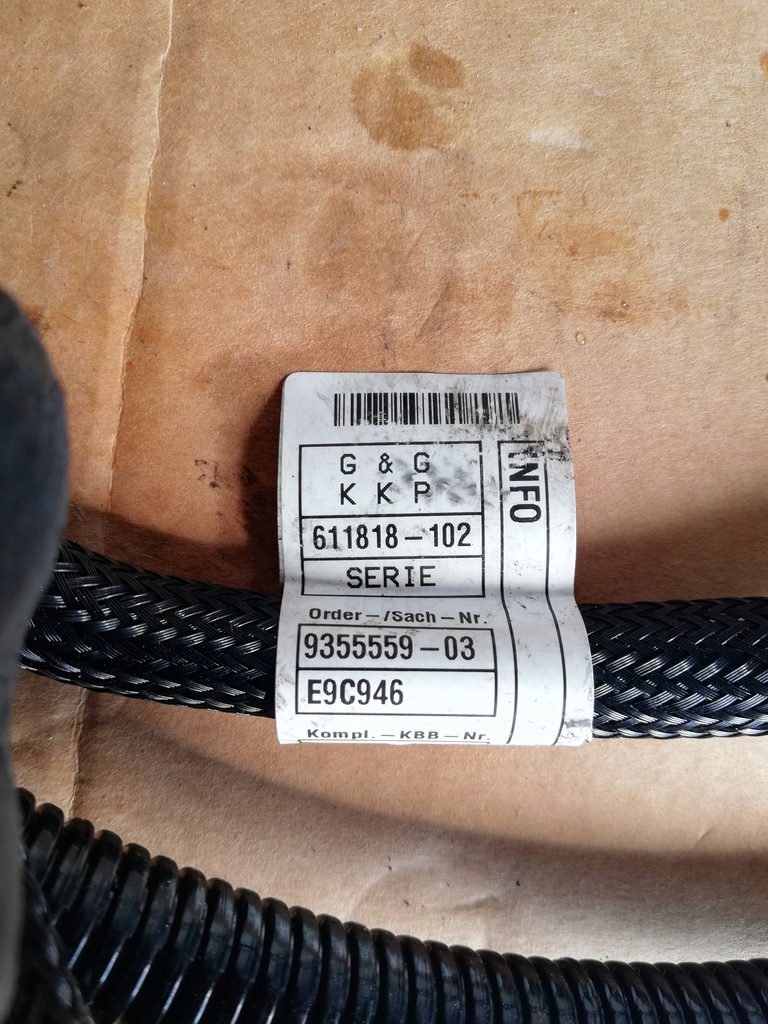 G & G
K K P
611818-102
SERIE
Order-/Sach-Nr.
9355559-03
E9C946
Kompl.-KBB-Nr.
INFO